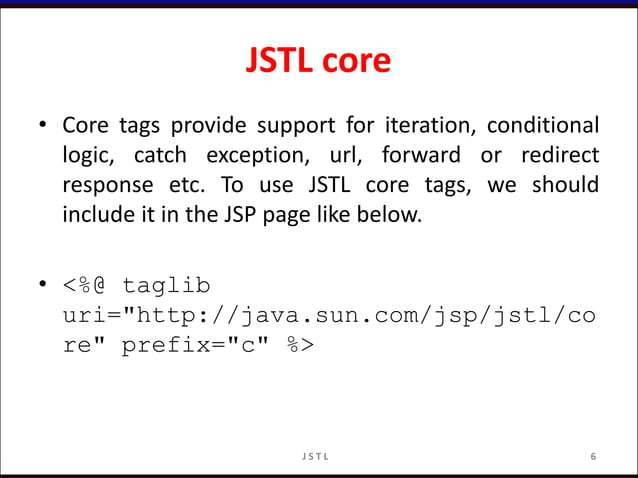 JSTL core
• Core tags provide support for iteration, conditional
logic, catch exception, url, forward or redirect
response etc. To use JSTL core tags, we should
include it in the JSP page like below.
• <%@ taglib
uri="http://java.sun.com/jsp/jstl/co
re" prefix="c" %>
JSTL
6